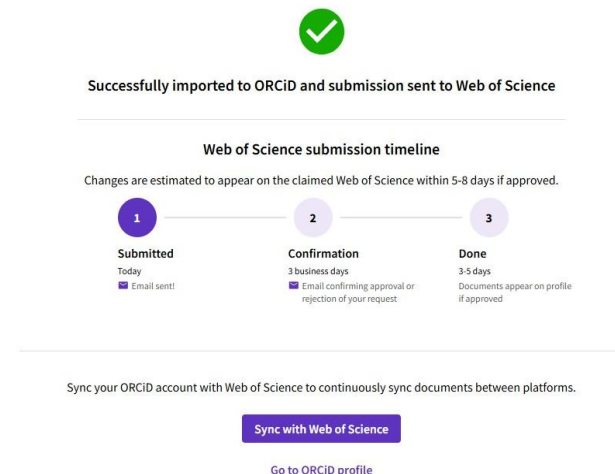 Successfully imported to ORCiD and submission sent to Web of Science
Web of Science submission timeline
Changes are estimated to appear on the claimed Web of Science within 5-8 days if approved.
1
2
3
Submitted
Today
Email sent!
Confirmation
3 business days
Email confirming approval or
rejection of your request
Done
3-5 days
Documents appear on profile
if approved
Sync your ORCiD account with Web of Science to continuously sync documents between platforms.
Sync with Web of Science
Go to ORCiD profile